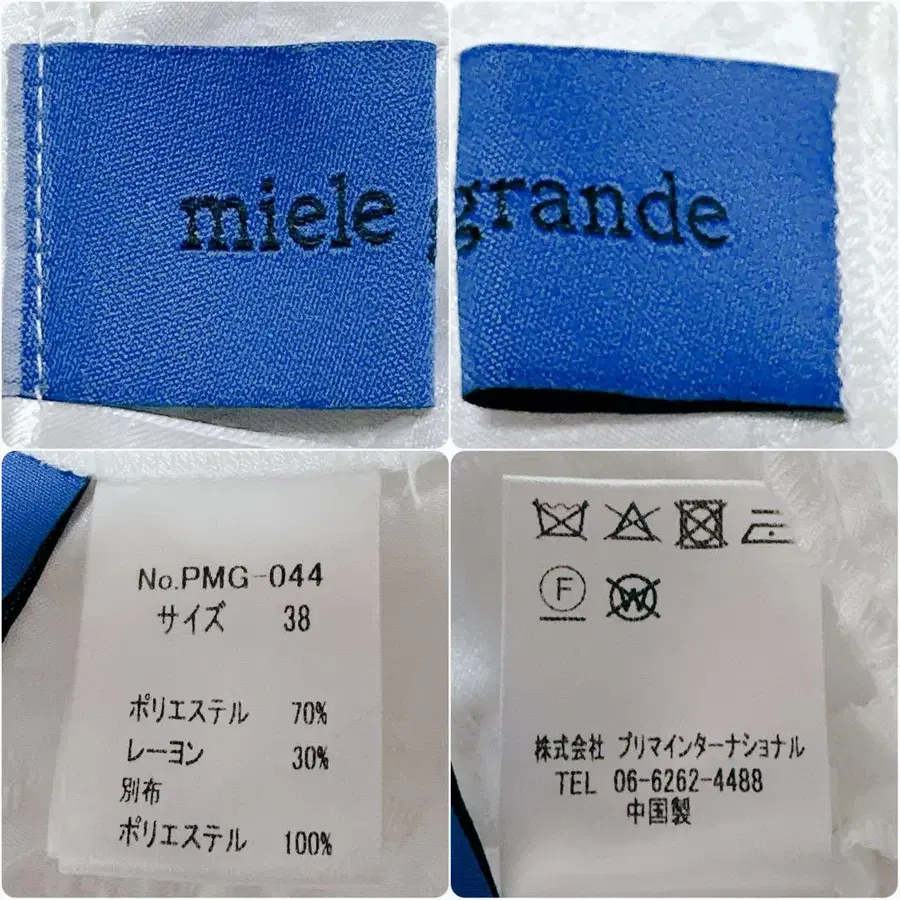 miele grande
No.PMG-044
サイズ 38
ポリエステル 70%
レーヨン 30%
別布
ポリエステル 100%
F
W
株式会社 プリマインターナショナル
TEL 06-6262-4488
中国製